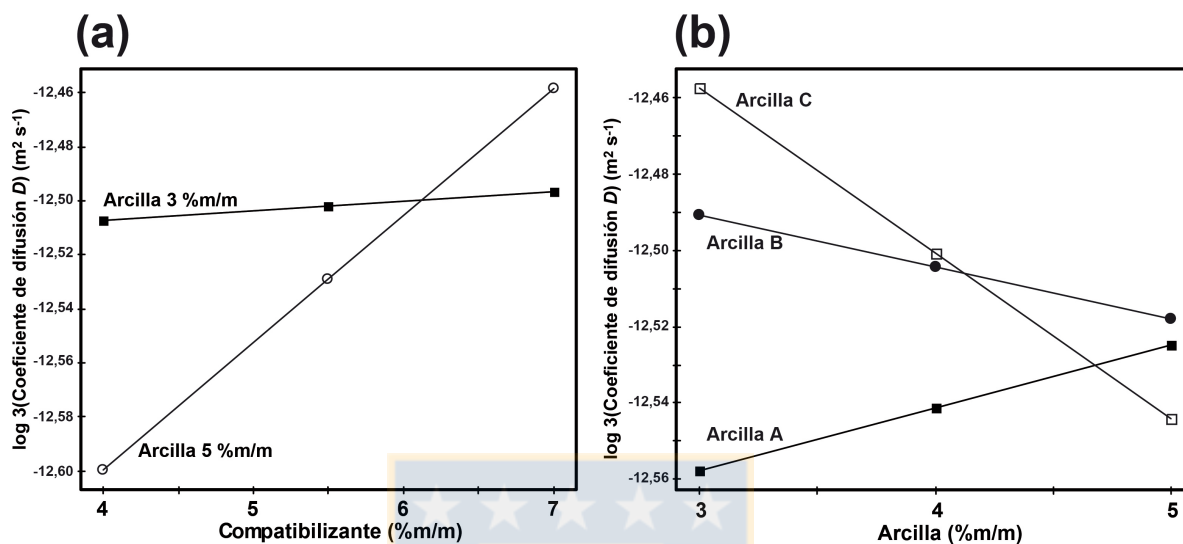 (a)
log 3(Coeficiente de difusión D) (m² s-¹)
-12,46
-12,48
-12,50
-12,52
-12,54
-12,56
-12,58
-12,60
Arcilla 3 %m/m
Arcilla 5 %m/m
4
5
6
7
Compatibilizante (%m/m)
(b)
log 3(Coeficiente de difusión D) (m² s-¹)
-12,46
-12,48
-12,50
-12,52
-12,54
-12,56
Arcilla C
Arcilla B
Arcilla A
3
4
5
Arcilla (%m/m)